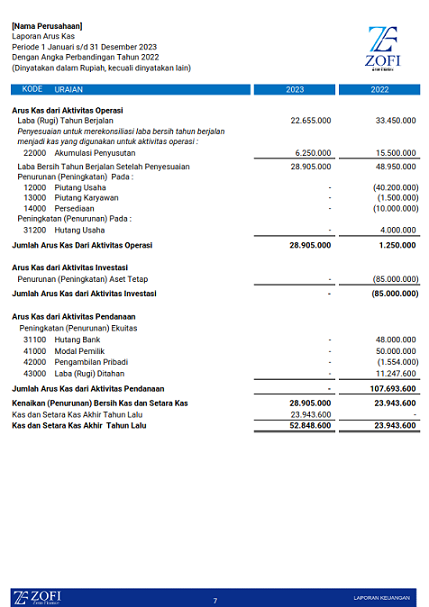 [Nama Perusahaan]
Laporan Arus Kas
Periode 1 Januari s/d 31 Desember 2023
Dengan Angka Perbandingan Tahun 2022
(Dinyatakan dalam Rupiah, kecuali dinyatakan lain)
ZOFI
KODE URAIAN 2023 2022
Arus Kas dari Aktivitas Operasi
Laba (Rugi) Tahun Berjalan 22.655.000 33.450.000
Penyesuaian untuk merekonsiliasi laba bersih tahun berjalan
menjadi kas yang digunakan untuk aktivitas operasi :
22000 Akumulasi Penyusutan 6.250.000 15.500.000
Laba Bersih Tahun Berjalan Setelah Penyesuaian 28.905.000 48.950.000
Penurunan (Peningkatan) Pada :
12000 Piutang Usaha - (40.200.000)
13000 Piutang Karyawan - (1.500.000)
14000 Persediaan - (10.000.000)
Peningkatan (Penurunan) Pada :
31200 Hutang Usaha - 4.000.000
Jumlah Arus Kas Dari Aktivitas Operasi 28.905.000 1.250.000
Arus Kas dari Aktivitas Investasi
Penurunan (Peningkatan) Aset Tetap - (85.000.000)
Jumlah Arus Kas dari Aktivitas Investasi - (85.000.000)
Arus Kas dari Aktivitas Pendanaan
Peningkatan (Penurunan) Ekuitas
31100 Hutang Bank - 48.000.000
41000 Modal Pemilik - 50.000.000
42000 Pengambilan Pribadi - (1.554.000)
43000 Laba (Rugi) Ditahan - 11.247.600
Jumlah Arus Kas dari Aktivitas Pendanaan - 107.693.600
Kenaikan (Penurunan) Bersih Kas dan Setara Kas 28.905.000 23.943.600
Kas dan Setara Kas Akhir Tahun Lalu 23.943.600 -
Kas dan Setara Kas Akhir Tahun Lalu 52.848.600 23.943.600
ZOFI
7
LAPORAN KEUANGAN